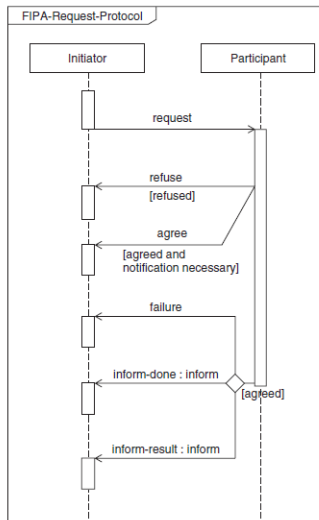 FIPA-Request-Protocol
Initiator
Participant
request
refuse
[refused]
agree
[agreed and
notification necessary]
failure
inform-done : inform
[agreed]
inform-result : inform